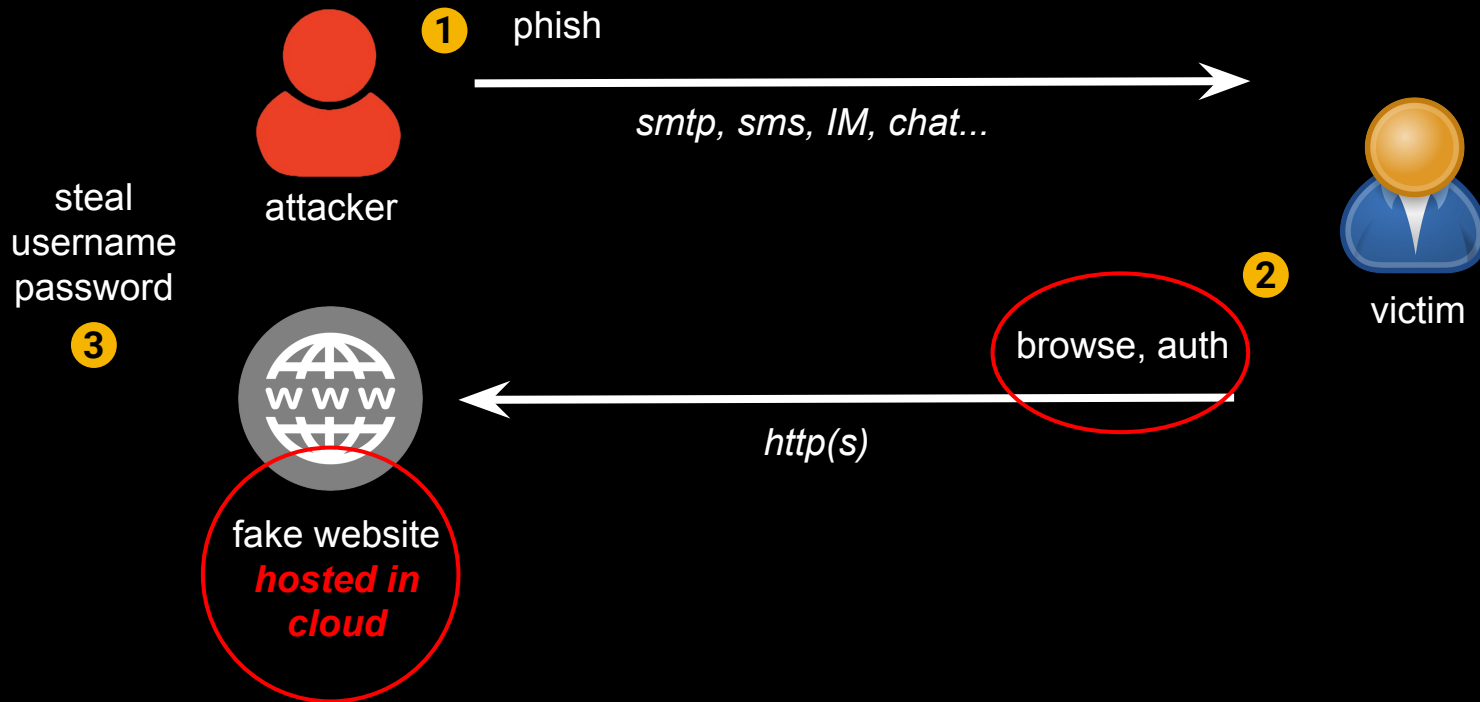 1
phish
smtp, sms, IM, chat...
attacker
steal
username
password
3
2
victim
browse, auth
http(s)
W W W
fake website
hosted in
cloud